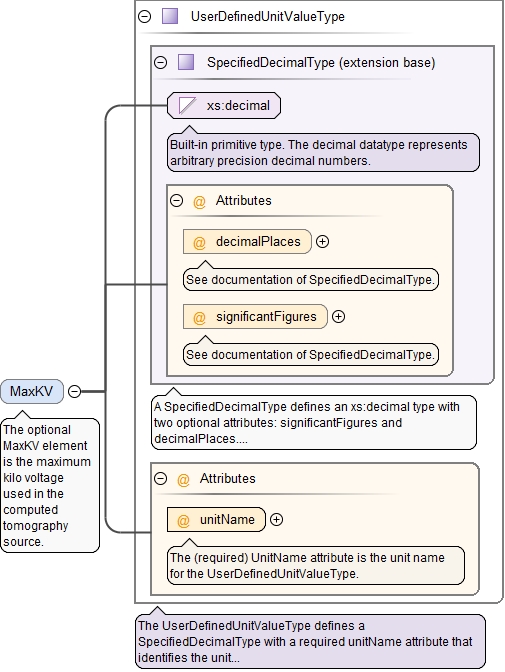 UserDefinedUnitValueType
SpecifiedDecimalType (extension base)
xs:decimal
Built-in primitive type. The decimal datatype represents
arbitrary precision decimal numbers.
@ Attributes
@ decimalPlaces
See documentation of SpecifiedDecimalType.
@ significantFigures
See documentation of SpecifiedDecimalType.
MaxKV
The optional
MaxKV element
is the maximum
kilo voltage
used in the
computed
tomography
source.
A SpecifiedDecimalType defines an xs:decimal type with
two optional attributes: significantFigures and
decimalPlaces....
@ Attributes
@ unitName
The (required) UnitName attribute is the unit name
for the UserDefinedUnitValueType.
The UserDefinedUnitValueType defines a
SpecifiedDecimalType with a required unitName attribute that
identifies the unit...